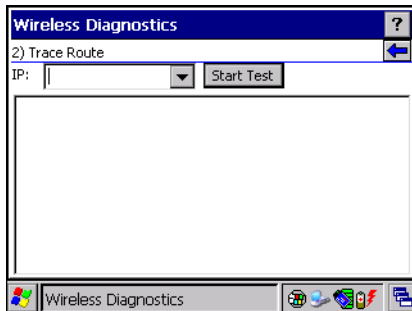 Wireless Diagnostics ?
2) Trace Route
IP: Start Test
Wireless Diagnostics